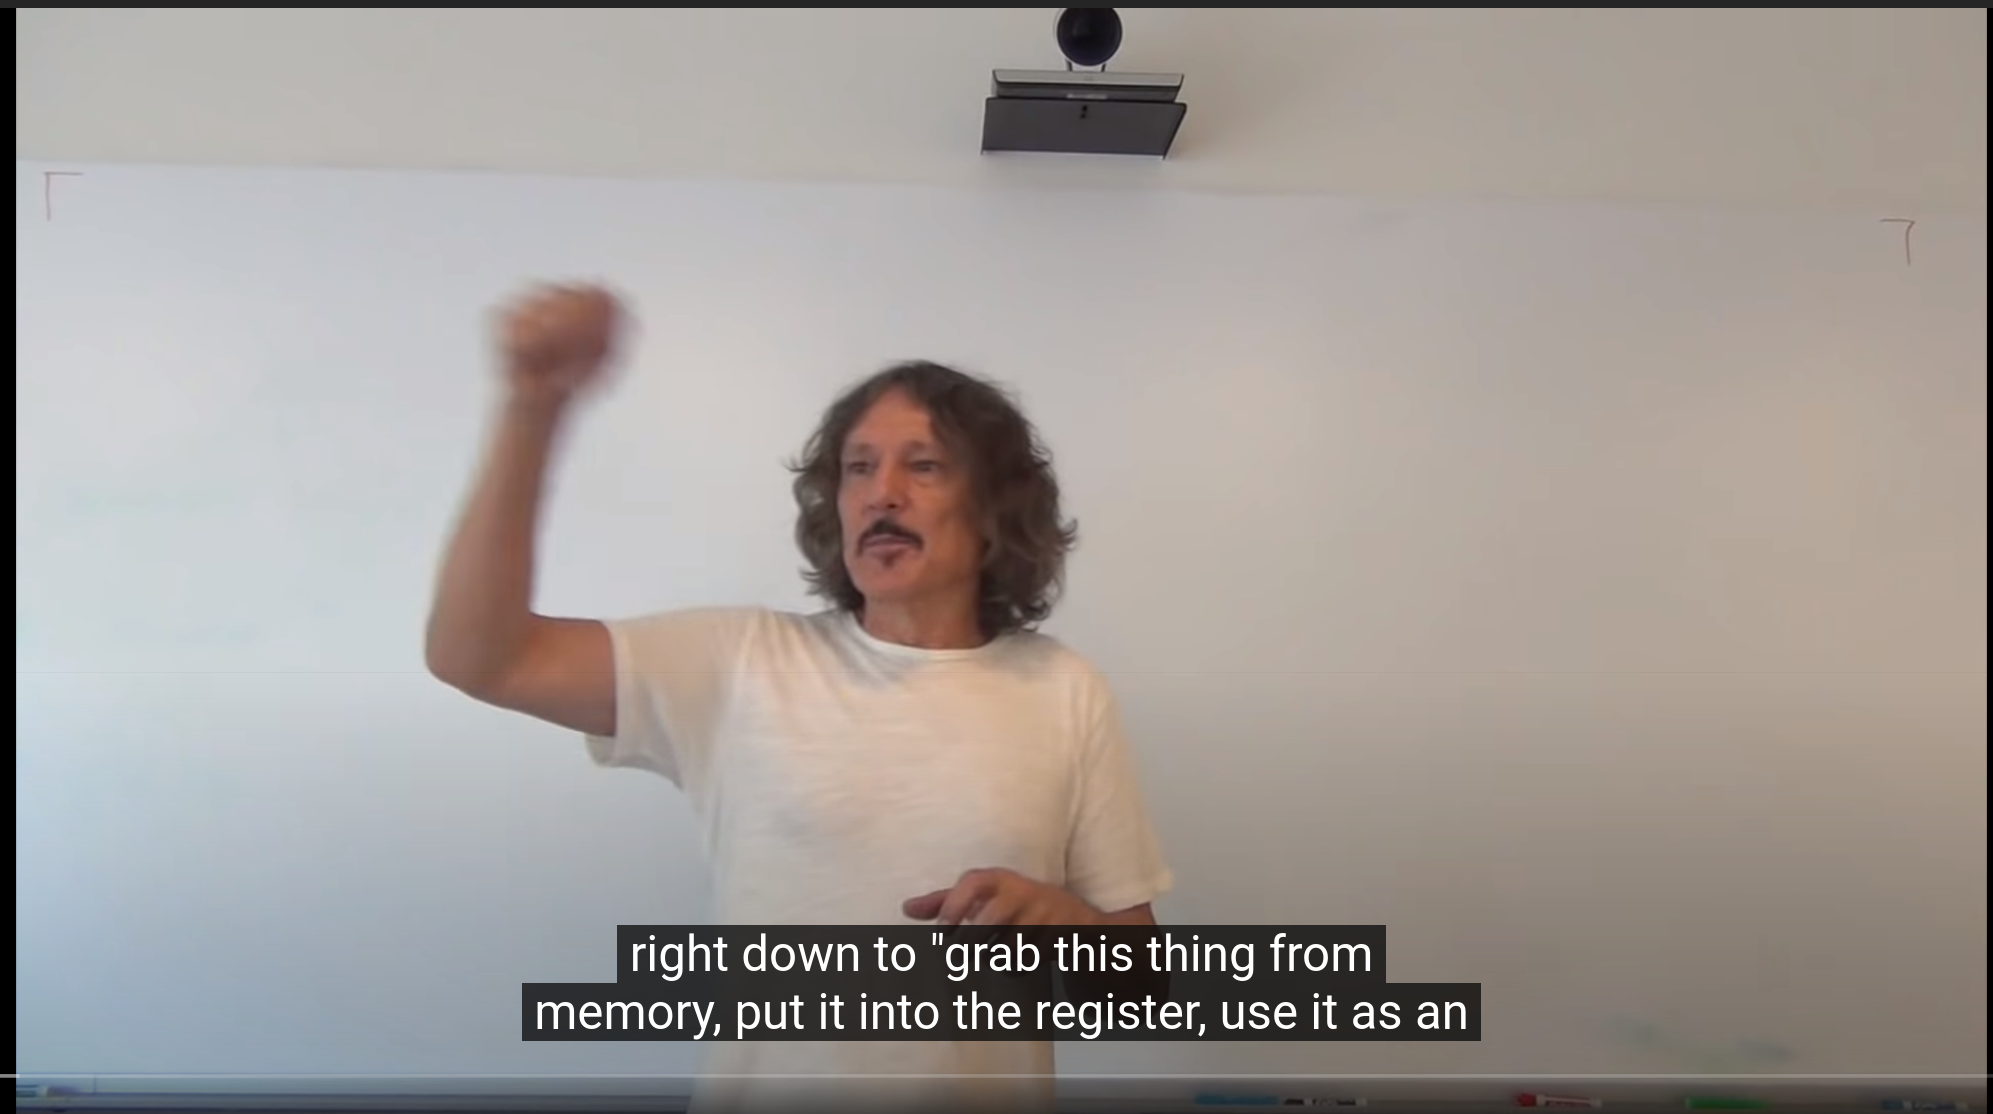 right down to "grab this thing from
memory, put it into the register, use it as an